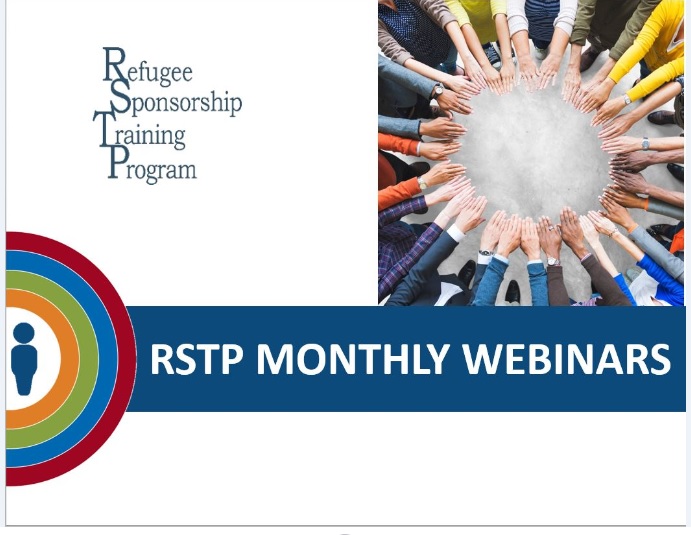 Refugee
Sponsorship
Training
Program
RSTP MONTHLY WEBINARS